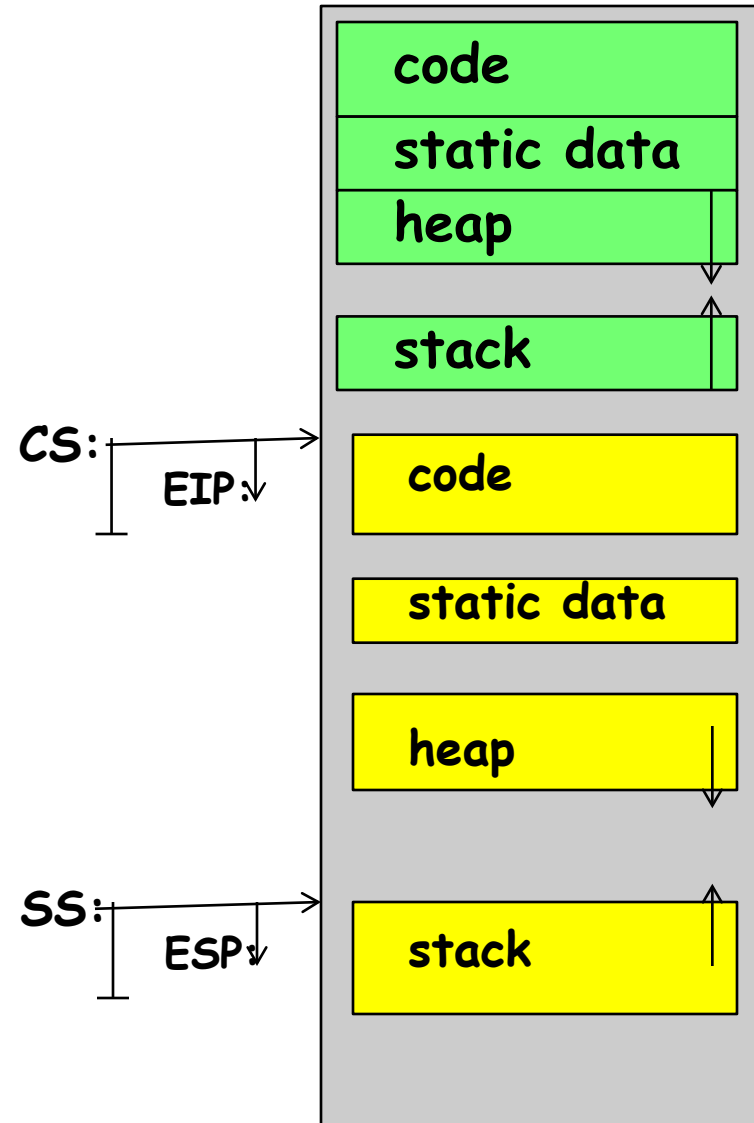 code
static data
heap
stack
CS:
EIP:
code
static data
heap
SS:
ESP:
stack